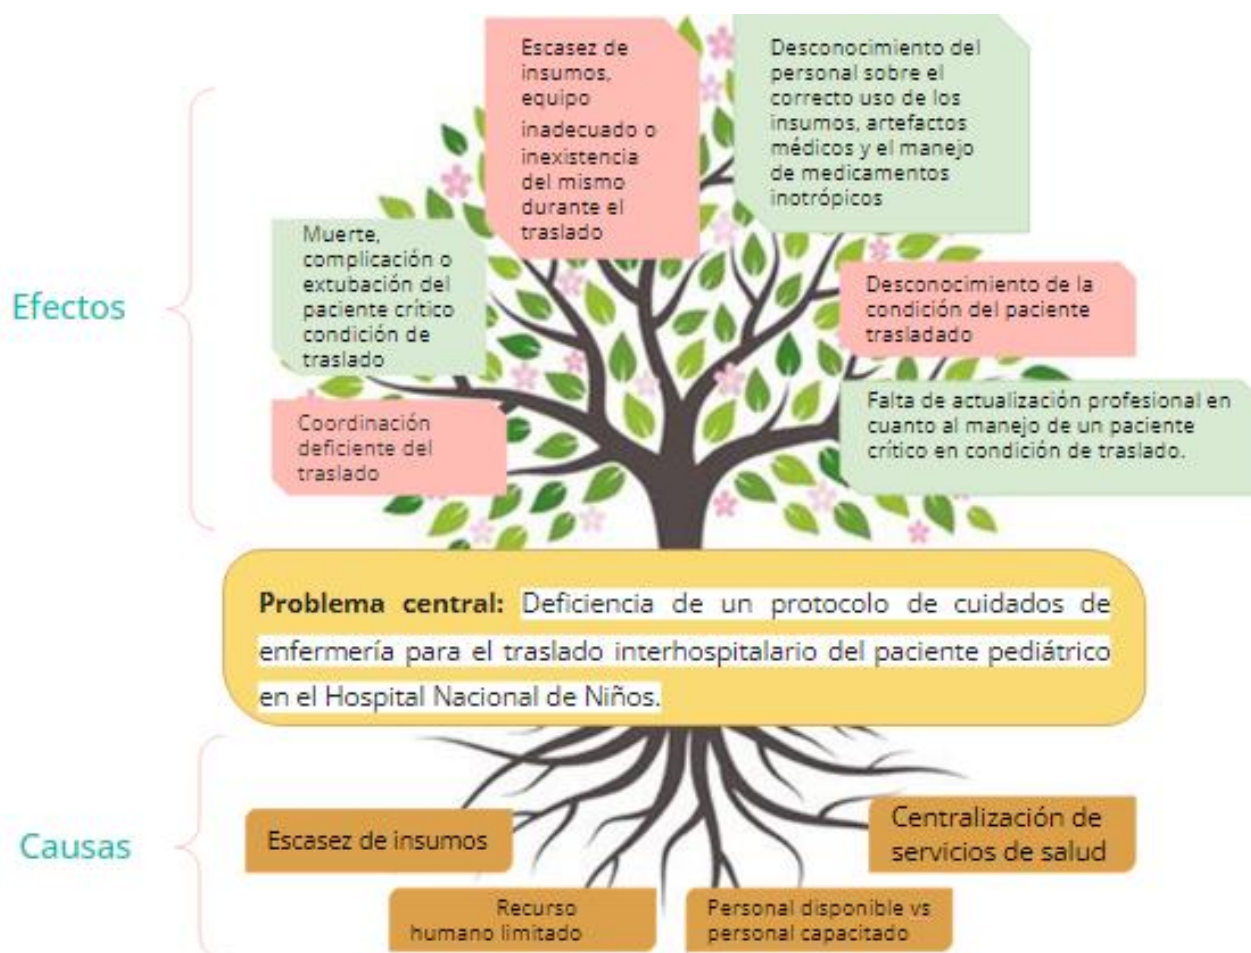 Escasez de
insumos,
equipo
inadecuado o
inexistencia
del mismo
durante el
traslado
Desconocimiento del
personal sobre el
correcto uso de los
insumos, artefactos
médicos y el manejo
de medicamentos
inotrópicos
Muerte,
complicación o
extubación del
paciente crítico
condición de
traslado
Efectos
Desconocimiento de la
condición del paciente
trasladado
Coordinación
deficiente del
traslado
Falta de actualización profesional en
cuanto al manejo de un paciente
crítico en condición de traslado.
Problema central: Deficiencia de un protocolo de cuidados de
enfermería para el traslado interhospitalario del paciente pediátrico
en el Hospital Nacional de Niños.
Causas
Escasez de insumos
Centralización de
servicios de salud
Recurso
humano limitado
Personal disponible vs
personal capacitado